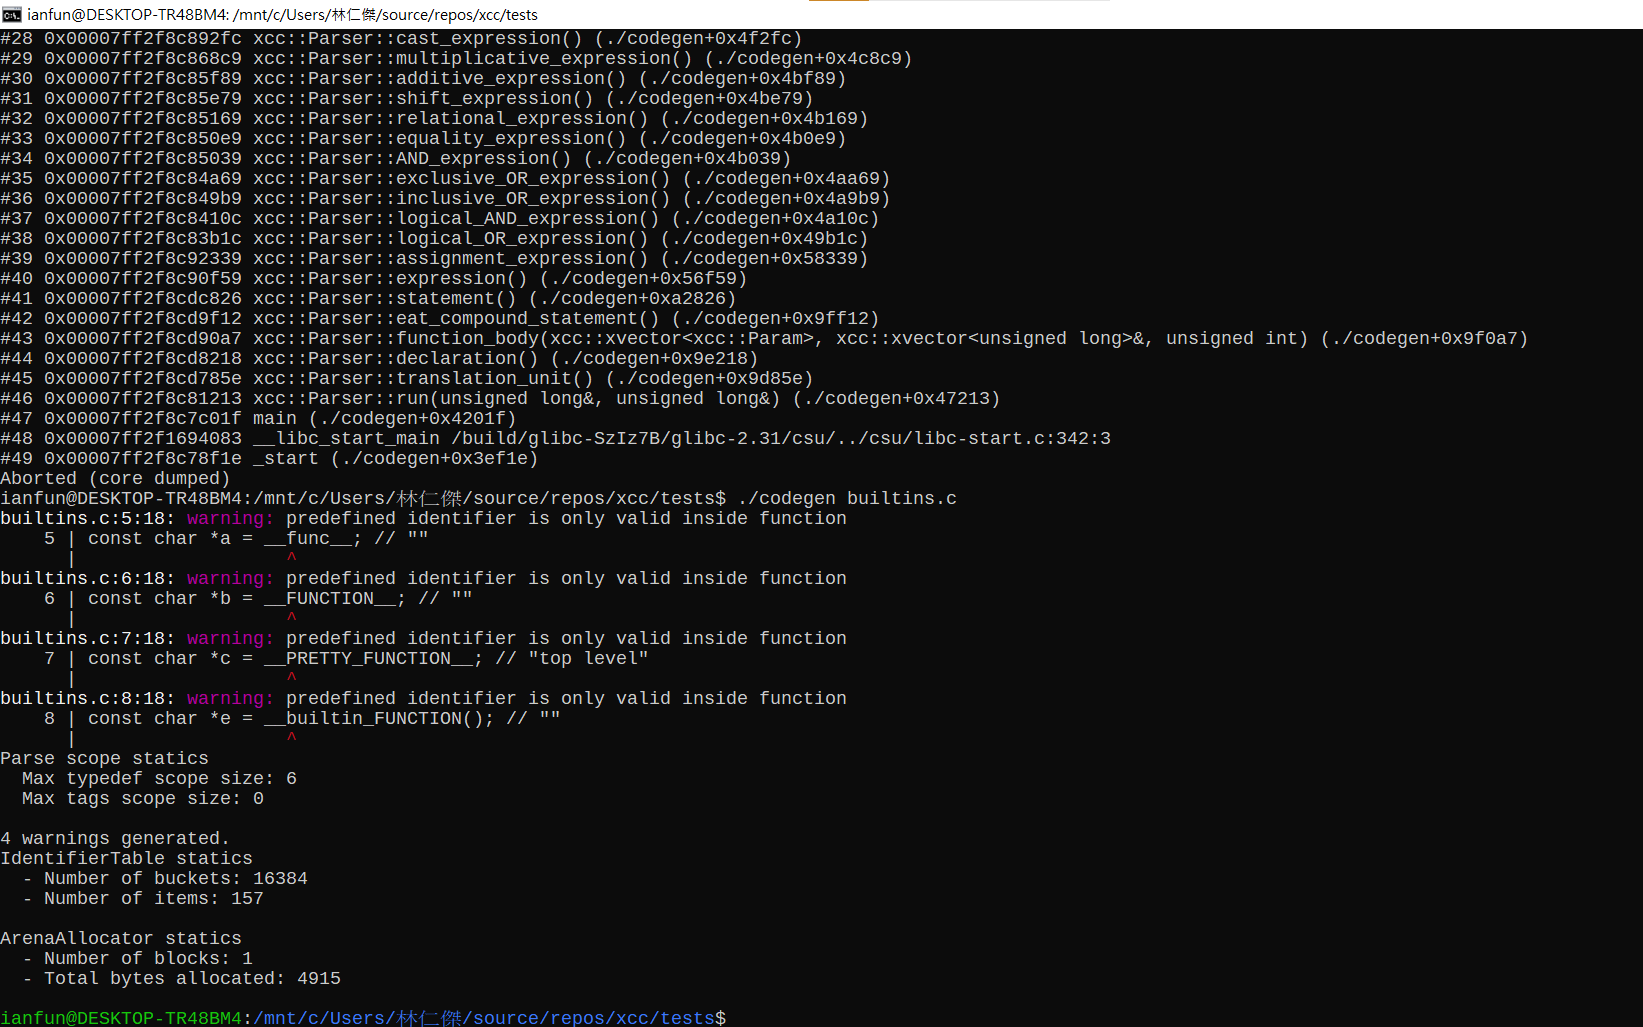 ianfun@DESKTOP-TR48BM4: /mnt/c/Users/林仁傑/source/repos/xcc/tests
#28 0x00007ff2f8c892fc xcc::Parser::cast_expression() (./codegen+0x4f2fc)
#29 0x00007ff2f8c868c9 xcc::Parser::multiplicative_expression() (./codegen+0x4c8c9)
#30 0x00007ff2f8c85f89 xcc::Parser::additive_expression() (./codegen+0x4bf89)
#31 0x00007ff2f8c85e79 xcc::Parser::shift_expression() (./codegen+0x4be79)
#32 0x00007ff2f8c85169 xcc::Parser::relational_expression() (./codegen+0x4b169)
#33 0x00007ff2f8c850e9 xcc::Parser::equality_expression() (./codegen+0x4b0e9)
#34 0x00007ff2f8c85039 xcc::Parser::AND_expression() (./codegen+0x4b039)
#35 0x00007ff2f8c84a69 xcc::Parser::exclusive_OR_expression() (./codegen+0x4aa69)
#36 0x00007ff2f8c849b9 xcc::Parser::inclusive_OR_expression() (./codegen+0x4a9b9)
#37 0x00007ff2f8c8410c xcc::Parser::logical_AND_expression() (./codegen+0x4a10c)
#38 0x00007ff2f8c83b1c xcc::Parser::logical_OR_expression() (./codegen+0x49b1c)
#39 0x00007ff2f8c92339 xcc::Parser::assignment_expression() (./codegen+0x58339)
#40 0x00007ff2f8c90f59 xcc::Parser::expression() (./codegen+0x56f59)
#41 0x00007ff2f8cdc826 xcc::Parser::statement() (./codegen+0xa2826)
#42 0x00007ff2f8cd9f12 xcc::Parser::eat_compound_statement() (./codegen+0x9ff12)
#43 0x00007ff2f8cd90a7 xcc::Parser::function_body(xcc::xvector<xcc::Param>, xcc::xvector<unsigned long>&, unsigned int) (./codegen+0x9f0a7)
#44 0x00007ff2f8cd8218 xcc::Parser::declaration() (./codegen+0x9e218)
#45 0x00007ff2f8cd785e xcc::Parser::translation_unit() (./codegen+0x9d85e)
#46 0x00007ff2f8c81213 xcc::Parser::run(unsigned long&, unsigned long&) (./codegen+0x47213)
#47 0x00007ff2f8c7c01f main (./codegen+0x4201f)
#48 0x00007ff2f1694083 __libc_start_main /build/glibc-SzIz7B/glibc-2.31/csu/../csu/libc-start.c:342:3
#49 0x00007ff2f8c78f1e _start (./codegen+0x3ef1e)
Aborted (core dumped)
ianfun@DESKTOP-TR48BM4:/mnt/c/Users/林仁傑/source/repos/xcc/tests$ ./codegen builtins.c
builtins.c:5:18: warning: predefined identifier is only valid inside function
    5 | const char *a = __func__; // ""
      |                   ^
builtins.c:6:18: warning: predefined identifier is only valid inside function
    6 | const char *b = __FUNCTION__; // ""
      |                   ^
builtins.c:7:18: warning: predefined identifier is only valid inside function
    7 | const char *c = __PRETTY_FUNCTION__; // "top level"
      |                   ^
builtins.c:8:18: warning: predefined identifier is only valid inside function
    8 | const char *e = __builtin_FUNCTION(); // ""
      |                   ^
Parse scope statics
  Max typedef scope size: 6
  Max tags scope size: 0
4 warnings generated.
IdentifierTable statics
  - Number of buckets: 16384
  - Number of items: 157
ArenaAllocator statics
  - Number of blocks: 1
  - Total bytes allocated: 4915
ianfun@DESKTOP-TR48BM4:/mnt/c/Users/林仁傑/source/repos/xcc/tests$